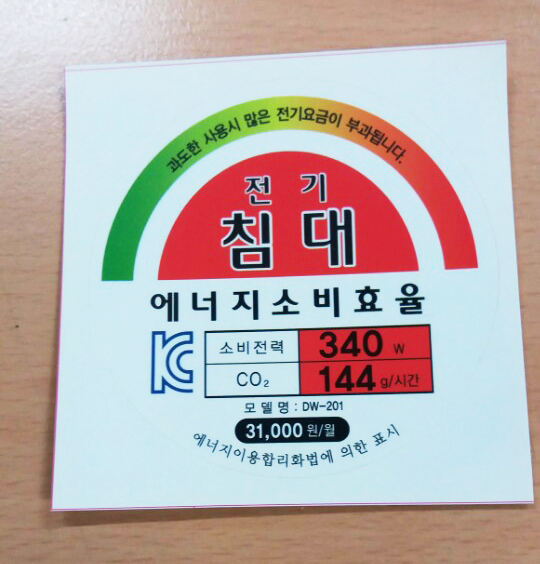 과도한 사용시 많은 전기요금이 부과됩니다.
전 기
침 대
에너지소비효율
KC
소비전력 340 W
CO₂ 144 g/시간
모델명 : DW-201
31,000 원/월
에너지이용합리화법에 의한 표시